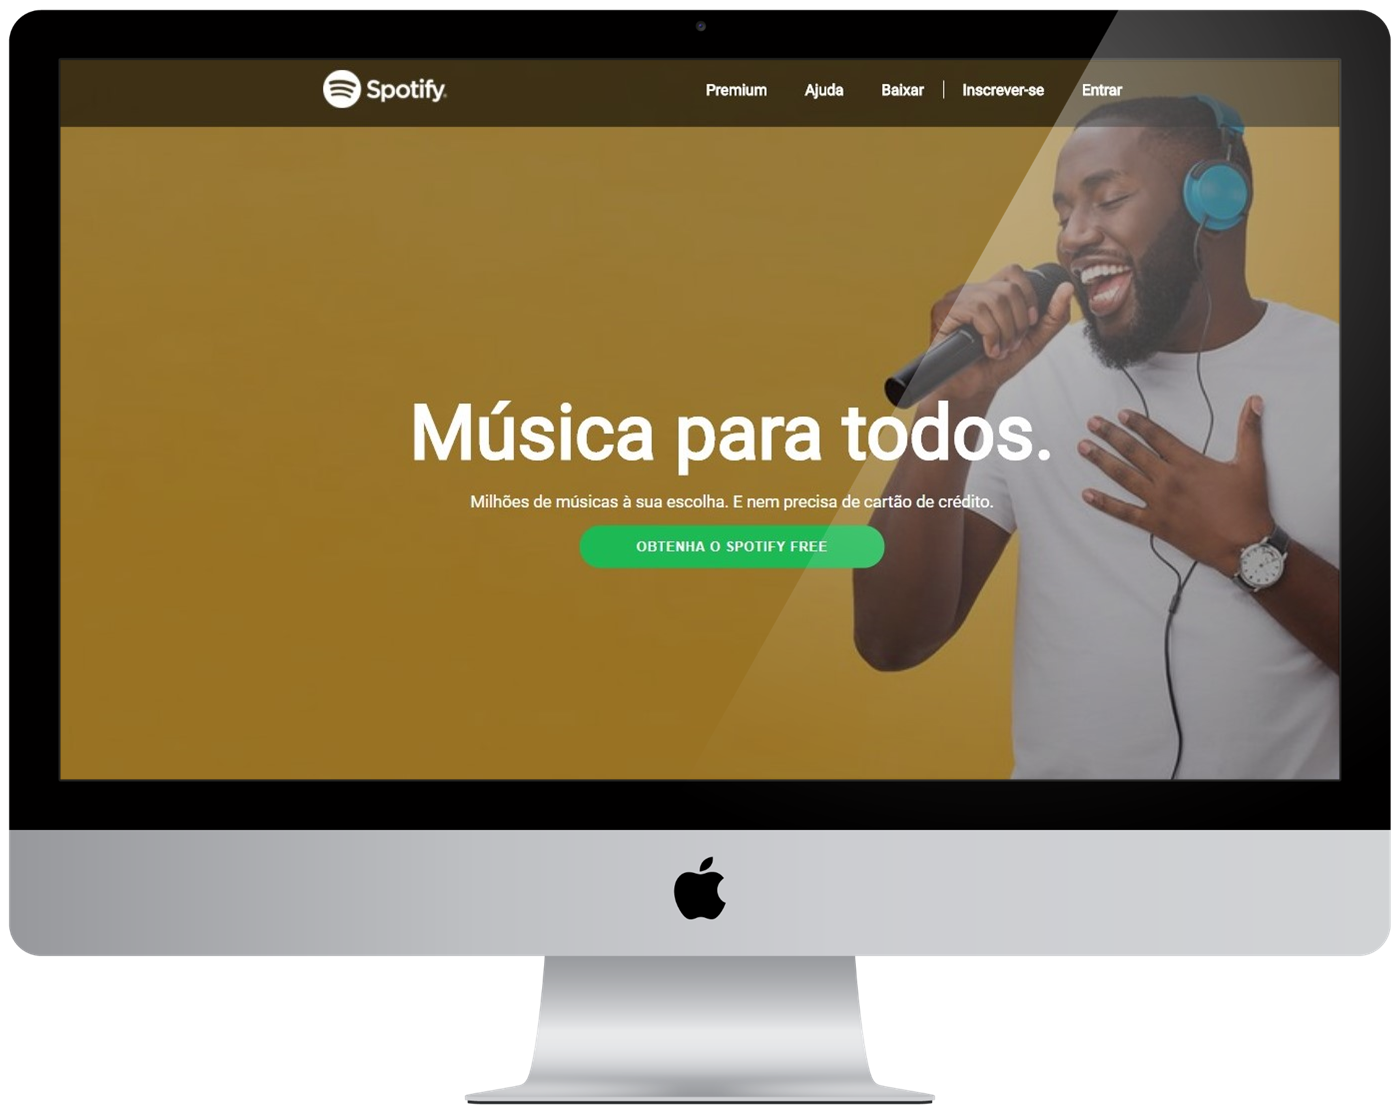 Spotify
Premium Ajuda Baixar Inscrever-se Entrar
Música para todos.
Milhões de músicas à sua escolha. E nem precisa de cartão de crédito.
OBTENHA O SPOTIFY FREE